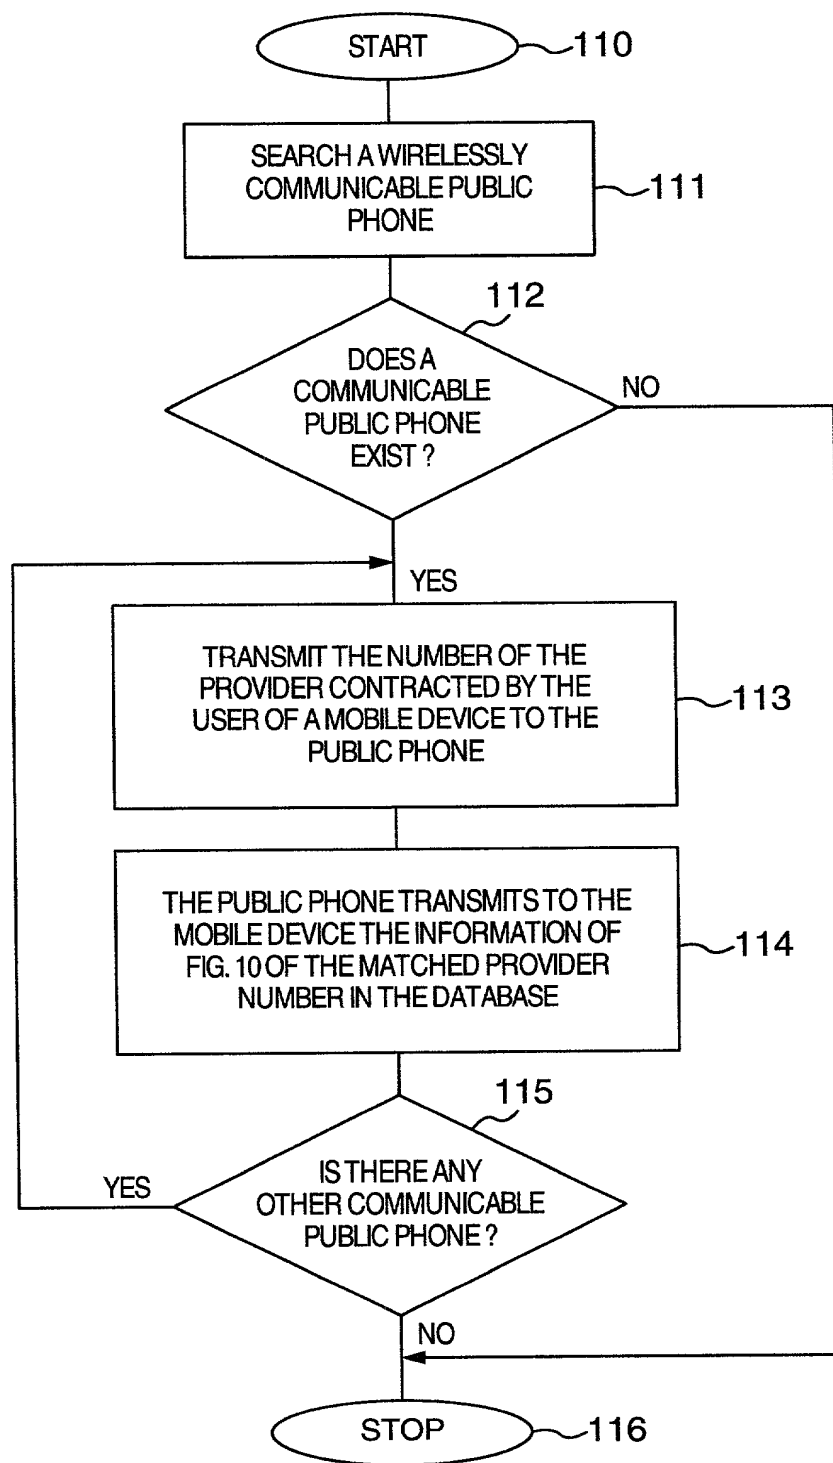 START
110
SEARCH A WIRELESSLY
COMMUNICABLE PUBLIC
PHONE
111
112
DOES A
COMMUNICABLE
PUBLIC PHONE
EXIST ?
NO
YES
TRANSMIT THE NUMBER OF THE
PROVIDER CONTRACTED BY THE
USER OF A MOBILE DEVICE TO THE
PUBLIC PHONE
113
THE PUBLIC PHONE TRANSMITS TO THE
MOBILE DEVICE THE INFORMATION OF
FIG. 10 OF THE MATCHED PROVIDER
NUMBER IN THE DATABASE
114
115
IS THERE ANY
OTHER COMMUNICABLE
PUBLIC PHONE ?
YES
NO
STOP
116